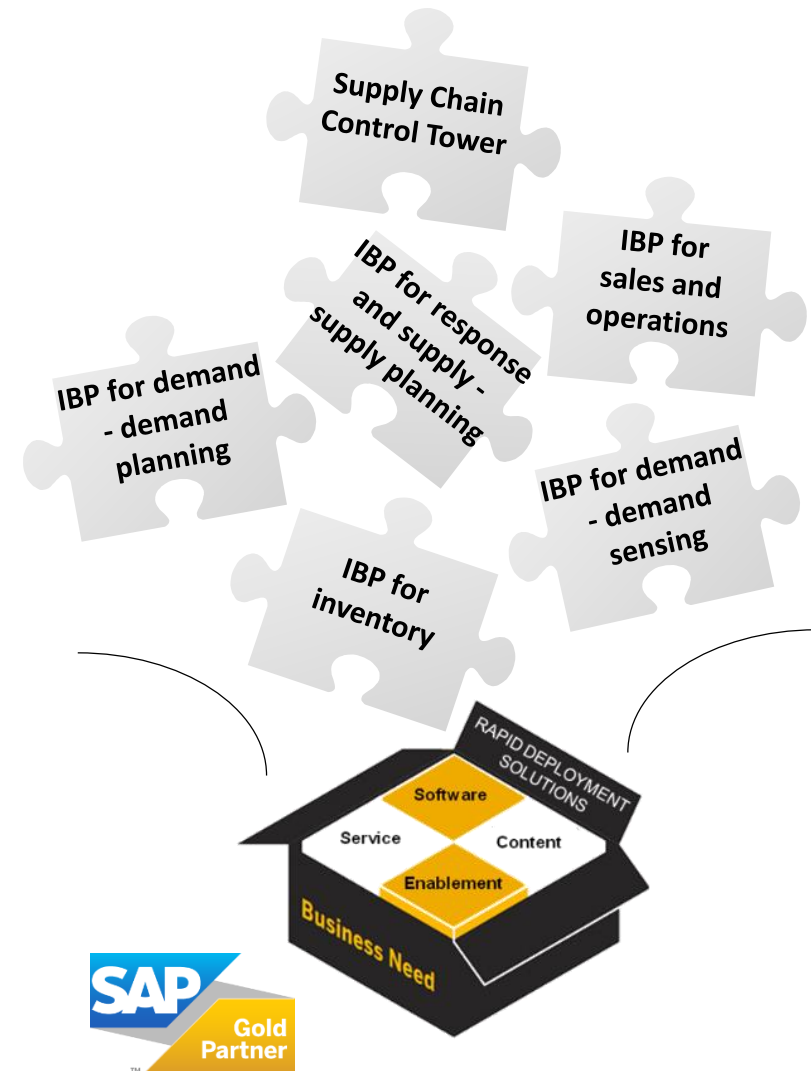 Supply Chain
Control Tower
IBP for
sales and
operations
IBP for response
and supply -
supply planning
IBP for demand
- demand
planning
IBP for demand
- demand
sensing
IBP for
inventory
RAPID DEPLOYMENT
SOLUTIONS
Software
Service
Content
Enablement
Business Need
SAP
Gold
Partner
™